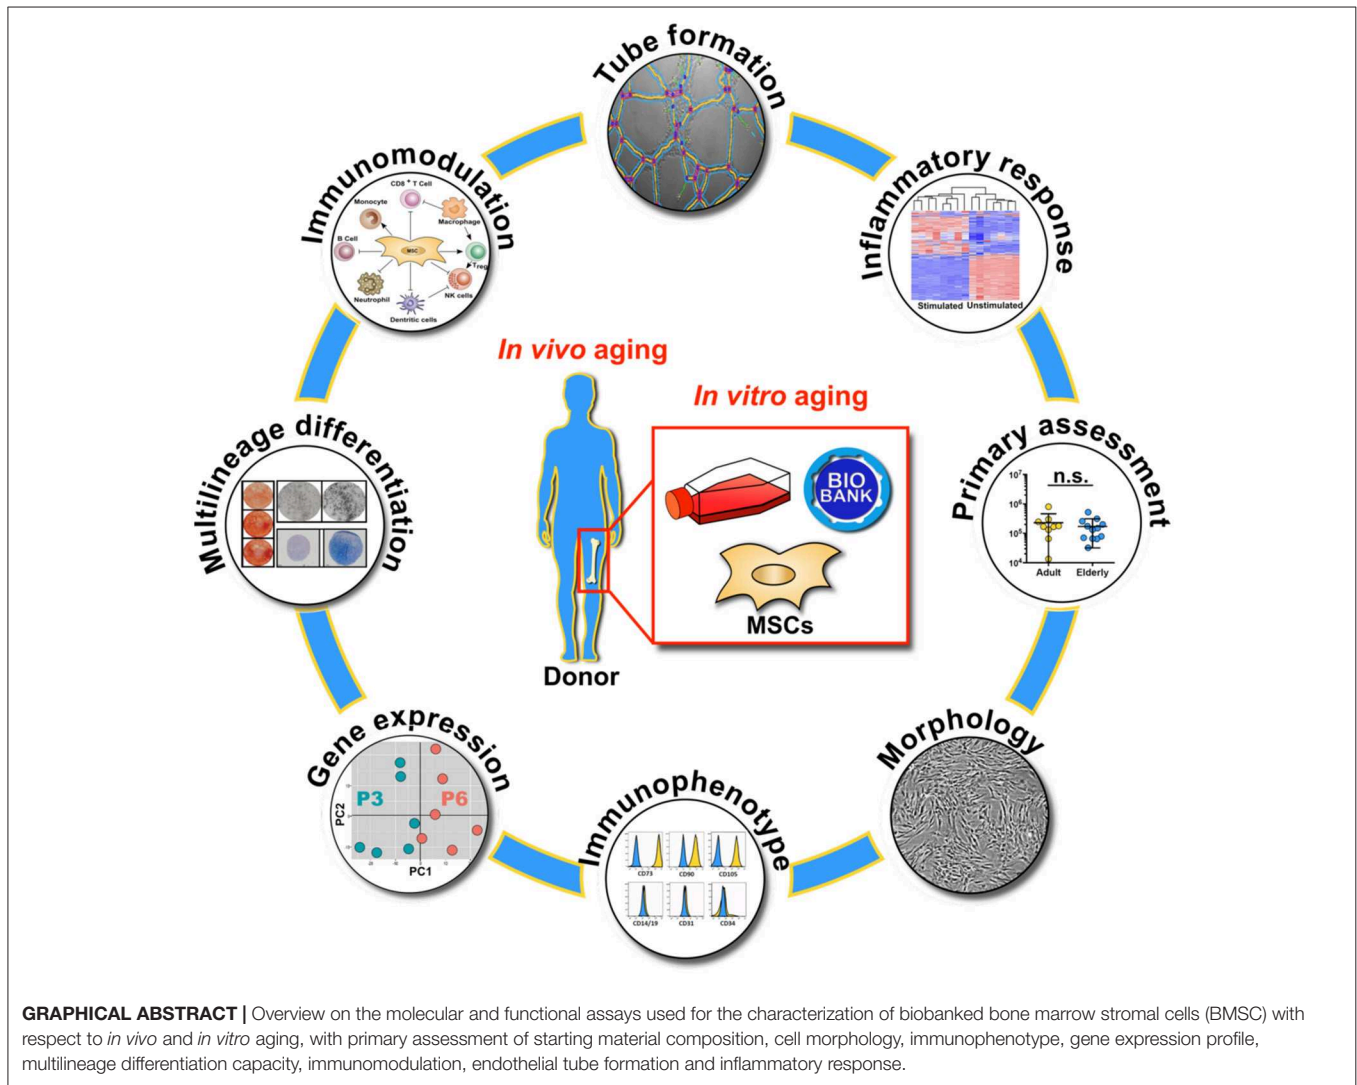 Tube formation
Immunomodulation
CD8 + T Cell
Monocyte
Macrophage
B Cell
MSC
Treg
Neutrophil
NK cells
Dentritic cells
Inflammatory response
Stimulated Unstimulated
In vivo aging
In vitro aging
BIO
BANK
MSCs
Donor
Multilineage differentiation
Primary assessment
n.s.
10⁷
10⁶
10⁵
10⁴
Adult Elderly
Gene expression
P3 P6
PC2
PC1
Immunophenotype
CD73 CD90 CD105
CD14/19 CD31 CD34
Morphology
GRAPHICAL ABSTRACT | Overview on the molecular and functional assays used for the characterization of biobanked bone marrow stromal cells (BMSC) with
respect to in vivo and in vitro aging, with primary assessment of starting material composition, cell morphology, immunophenotype, gene expression profile,
multilineage differentiation capacity, immunomodulation, endothelial tube formation and inflammatory response.